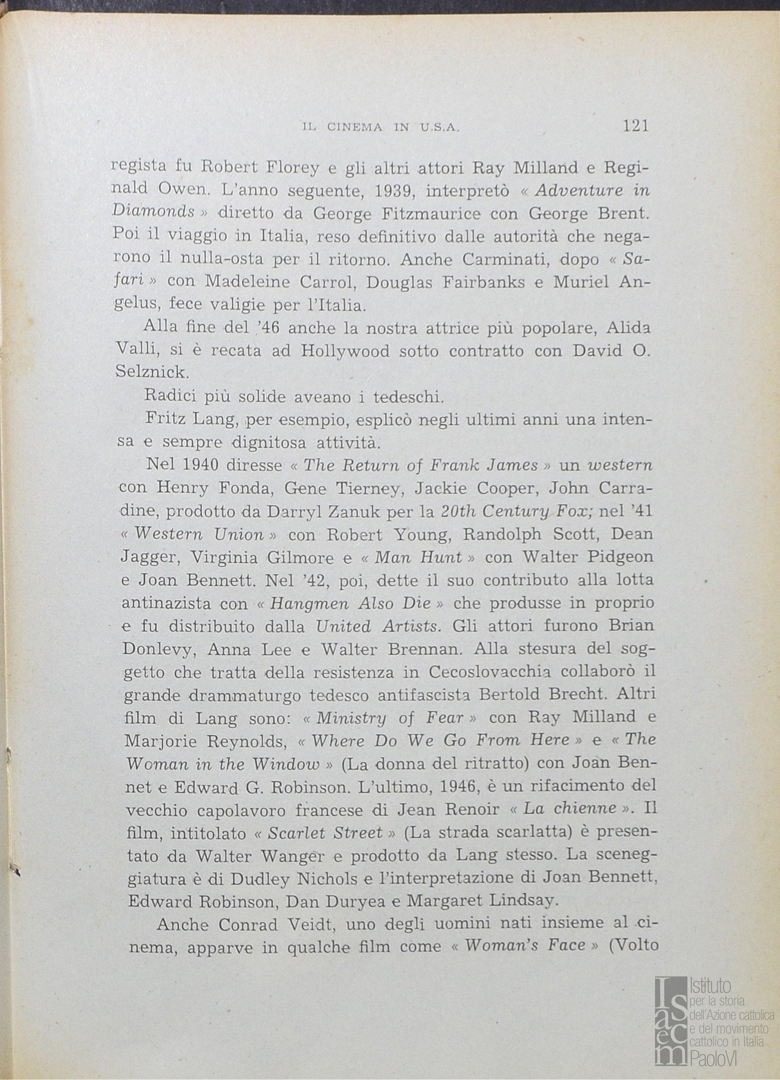 IL CINEMA IN U.S.A. 121
regista fu Robert Florey e gli altri attori Ray Milland e Regi-
nald Owen. L'anno seguente, 1939, interpretò « Adventure in
Diamonds » diretto da George Fitzmaurice con George Brent.
Poi il viaggio in Italia, reso definitivo dalle autorità che nega-
rono il nulla-osta per il ritorno. Anche Carminati, dopo « Sa-
fari » con Madeleine Carrol, Douglas Fairbanks e Muriel An-
gelus, fece valigie per l'Italia.
Alla fine del '46 anche la nostra attrice più popolare, Alida
Valli, si è recata ad Hollywood sotto contratto con David O.
Selznick.
Radici più solide aveano i tedeschi.
Fritz Lang, per esempio, esplicò negli ultimi anni una inten-
sa e sempre dignitosa attività.
Nel 1940 diresse « The Return of Frank James » un western
con Henry Fonda, Gene Tierney, Jackie Cooper, John Carra-
dine, prodotto da Darryl Zanuk per la 20th Century Fox; nel '41
« Western Union » con Robert Young, Randolph Scott, Dean
Jagger, Virginia Gilmore e « Man Hunt » con Walter Pidgeon
e Joan Bennett. Nel '42, poi, dette il suo contributo alla lotta
antinazista con « Hangmen Also Die » che produsse in proprio
e fu distribuito dalla United Artists. Gli attori furono Brian
Donlevy, Anna Lee e Walter Brennan. Alla stesura del sog-
getto che tratta della resistenza in Cecoslovacchia collaborò il
grande drammaturgo tedesco antifascista Bertold Brecht. Altri
film di Lang sono: « Ministry of Fear » con Ray Milland e
Marjorie Reynolds, « Where Do We Go From Here » e « The
Woman in the Window » (La donna del ritratto) con Joan Ben-
net e Edward G. Robinson. L'ultimo, 1946, è un rifacimento del
vecchio capolavoro francese di Jean Renoir « La chienne ». Il
film, intitolato « Scarlet Street » (La strada scarlatta) è presen-
tato da Walter Wanger e prodotto da Lang stesso. La sceneg-
giatura è di Dudley Nichols e l'interpretazione di Joan Bennett,
Edward Robinson, Dan Duryea e Margaret Lindsay.
Anche Conrad Veidt, uno degli uomini nati insieme al ci-
nema, apparve in qualche film come « Woman's Face » (Volto
Isacem
Istituto
per la storia
dell'Azione cattolica
e del movimento
cattolico in Italia
PaoloVI